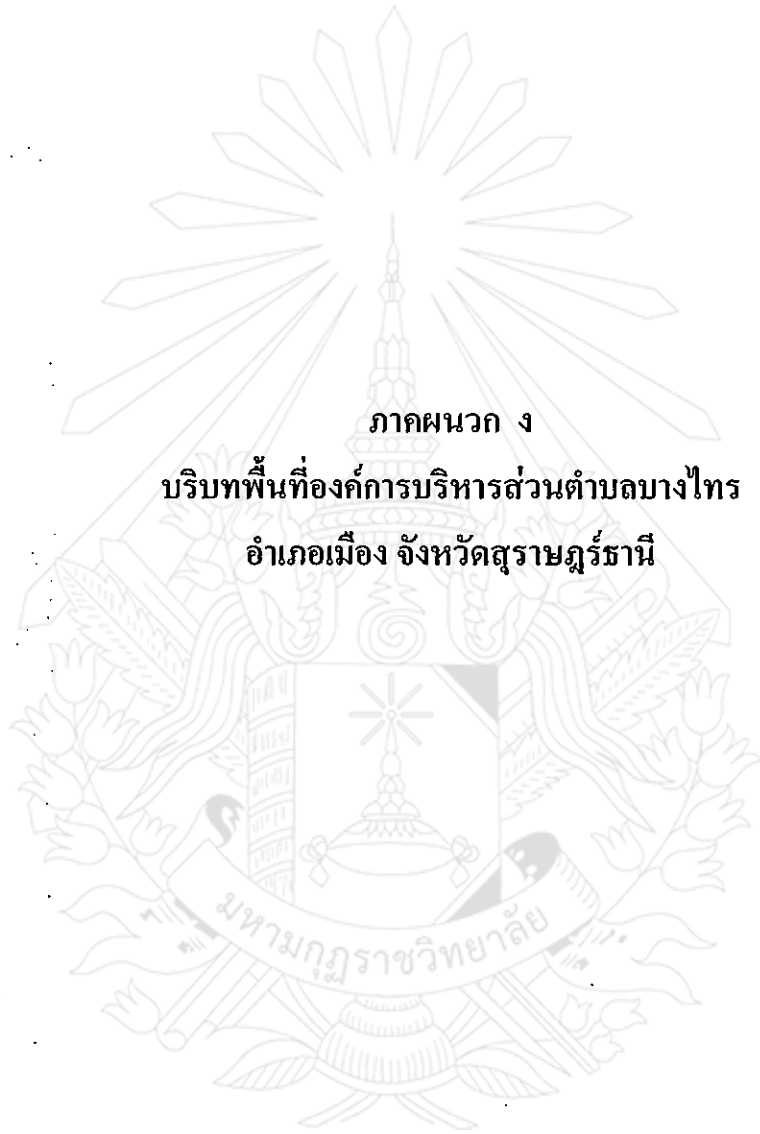 ภาคผนวก ง
บริบทพื้นที่องค์การบริหารส่วนตำบลบางไทร
อำเภอเมือง จังหวัดสุราษฎร์ธานี
มหามกุฏราชวิทยาลัย